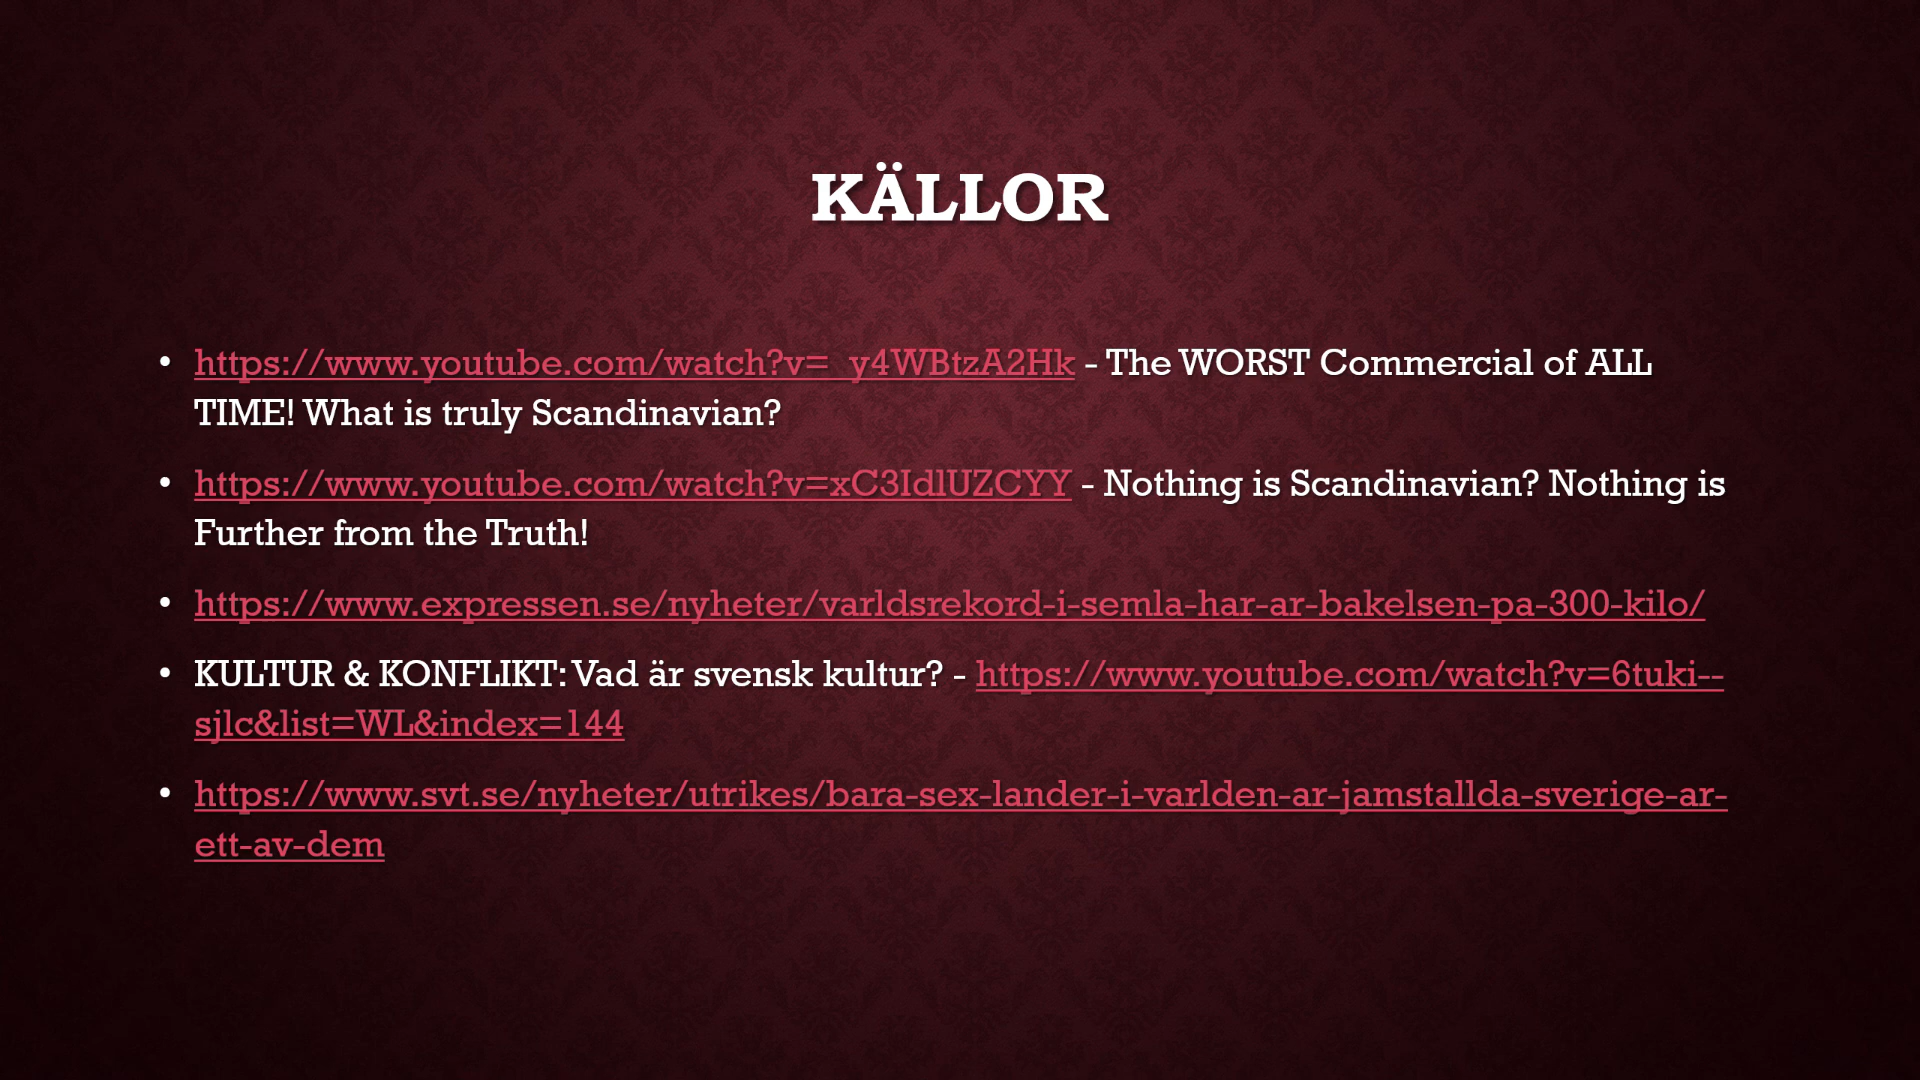 KÄLLOR
• https://www.youtube.com/watch?v=_y4WBtzA2Hk - The WORST Commercial of ALL
TIME! What is truly Scandinavian?
• https://www.youtube.com/watch?v=xC3IdlUZCYY - Nothing is Scandinavian? Nothing is
Further from the Truth!
• https://www.expressen.se/nyheter/varldsrekord-i-semla-har-ar-bakelsen-pa-300-kilo/
• KULTUR & KONFLIKT: Vad är svensk kultur? - https://www.youtube.com/watch?v=6tuki--
sjlc&list=WL&index=144
• https://www.svt.se/nyheter/utrikes/bara-sex-lander-i-varlden-ar-jamstallda-sverige-ar-
ett-av-dem